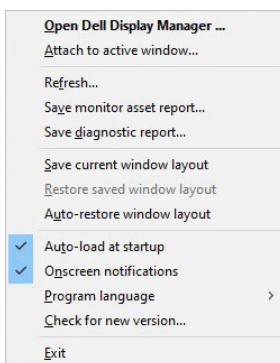 Open Dell Display Manager ...
Attach to active window...
Refresh...
Save monitor asset report...
Save diagnostic report...
Save current window layout
Restore saved window layout
Auto-restore window layout
Auto-load at startup
Onscreen notifications
Program language
Check for new version...
Exit